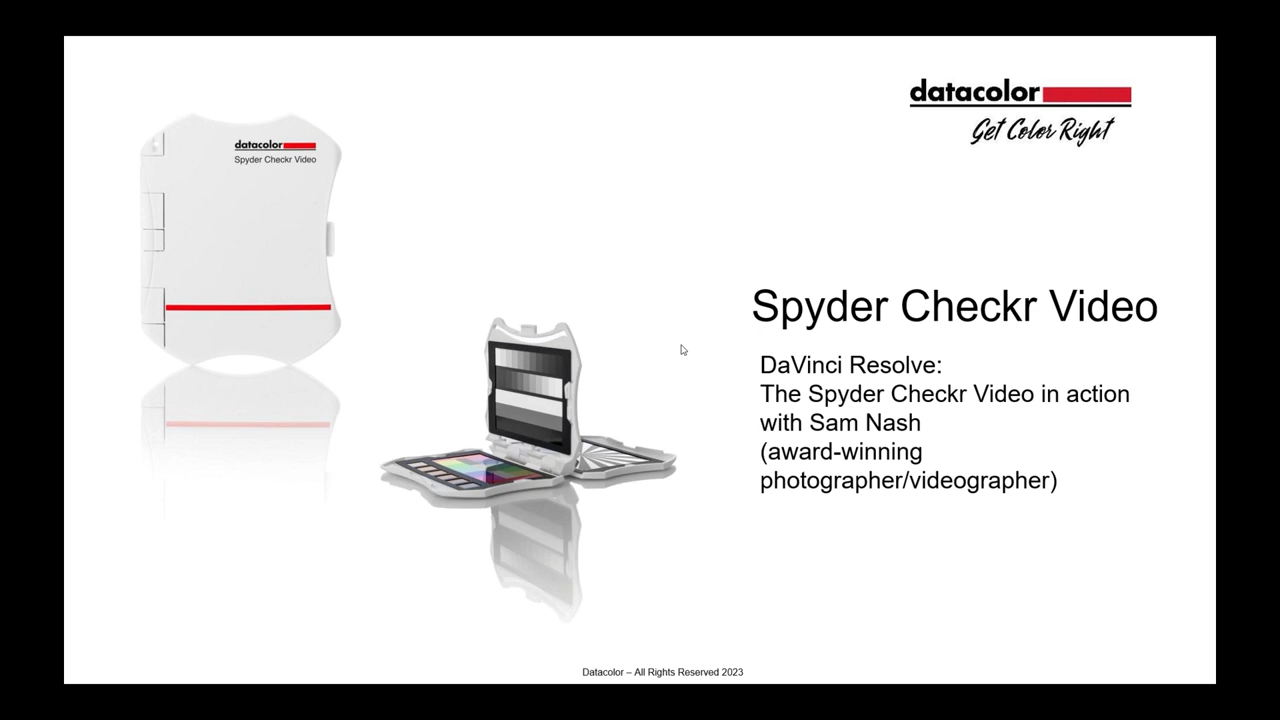 datacolor
Get Color Right
datacolor
Spyder Checkr Video
Spyder Checkr Video
DaVinci Resolve:
The Spyder Checkr Video in action
with Sam Nash
(award-winning
photographer/videographer)
Datacolor – All Rights Reserved 2023